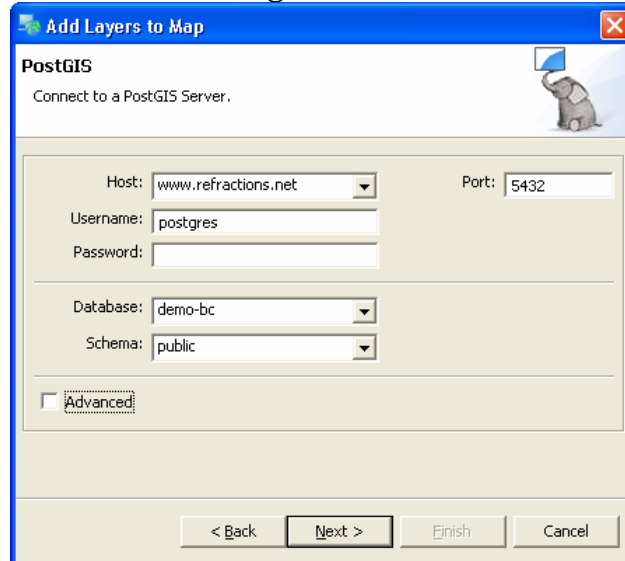 Add Layers to Map
PostGIS
Connect to a PostGIS Server.
Host: www.refractions.net Port: 5432
Username: postgres
Password:
Database: demo-bc
Schema: public
Advanced
< Back Next > Finish Cancel